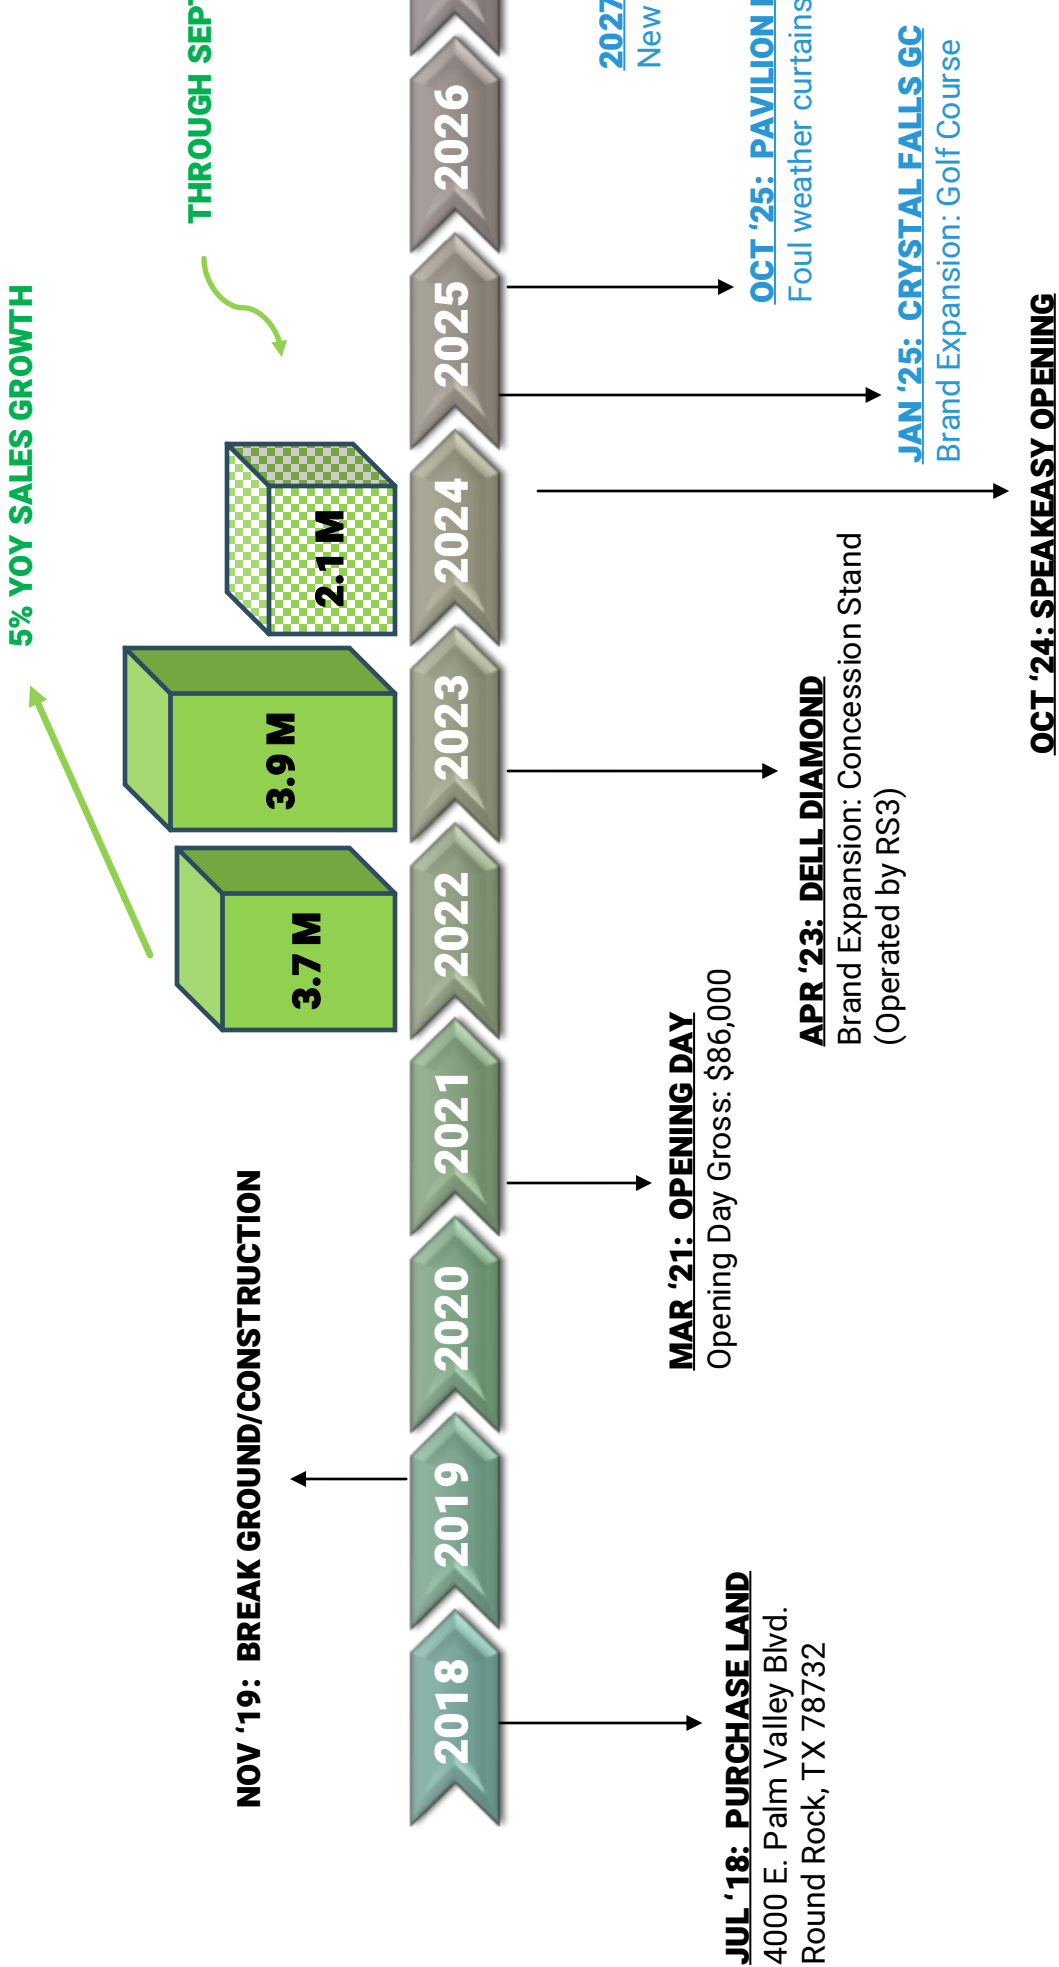 5% YOY SALES GROWTH
THROUGH SEPT
NOV ‘19: BREAK GROUND/CONSTRUCTION
3.7 M
3.9 M
2.1 M
2018
2019
2020
2021
2022
2023
2024
2025
2026
JUL ‘18: PURCHASE LAND
4000 E. Palm Valley Blvd.
Round Rock, TX 78732
MAR ‘21: OPENING DAY
Opening Day Gross: $86,000
APR ‘23: DELL DIAMOND
Brand Expansion: Concession Stand
(Operated by RS3)
OCT ‘24: SPEAKEASY OPENING
JAN ‘25: CRYSTAL FALLS GC
Brand Expansion: Golf Course
OCT ‘25: PAVILION
Foul weather curtains
2027
New